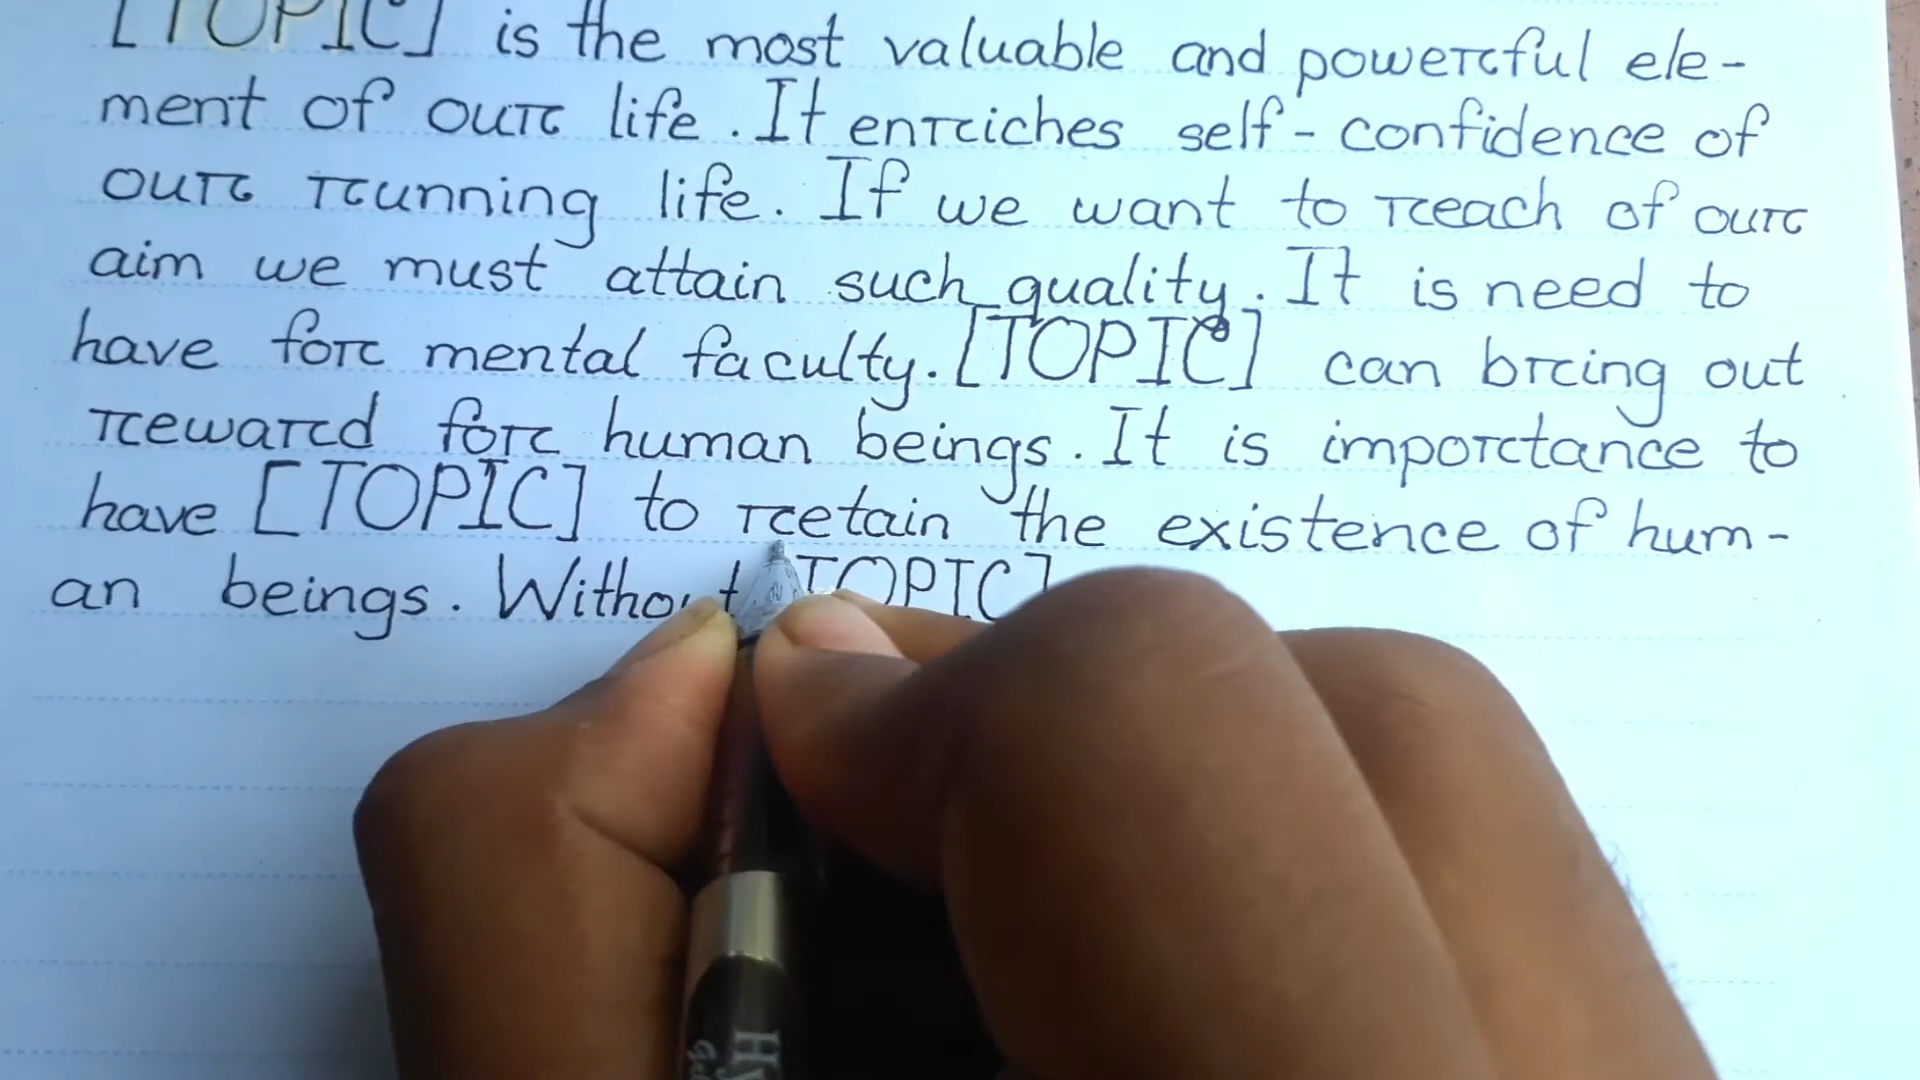 [TOPIC] is the most valuable and powerful ele-
ment of our life. It enriches self-confidence of
our running life. If we want to reach of our
aim we must attain such quality. It is need to
have for mental faculty. [TOPIC] can bring out
reward for human beings. It is importance to
have [TOPIC] to retain the existence of hum-
an beings. Without [TOPIC]